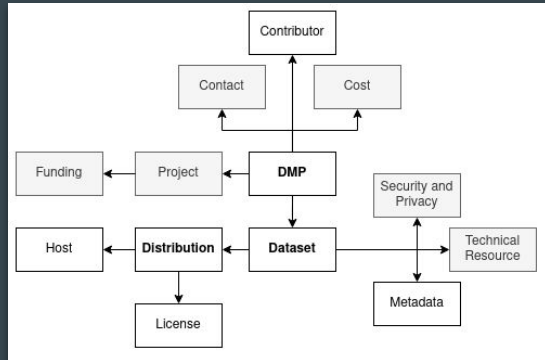 Contributor
Contact
Cost
Funding
Project
DMP
Security and
Privacy
Host
Distribution
Dataset
Technical
Resource
Metadata
License